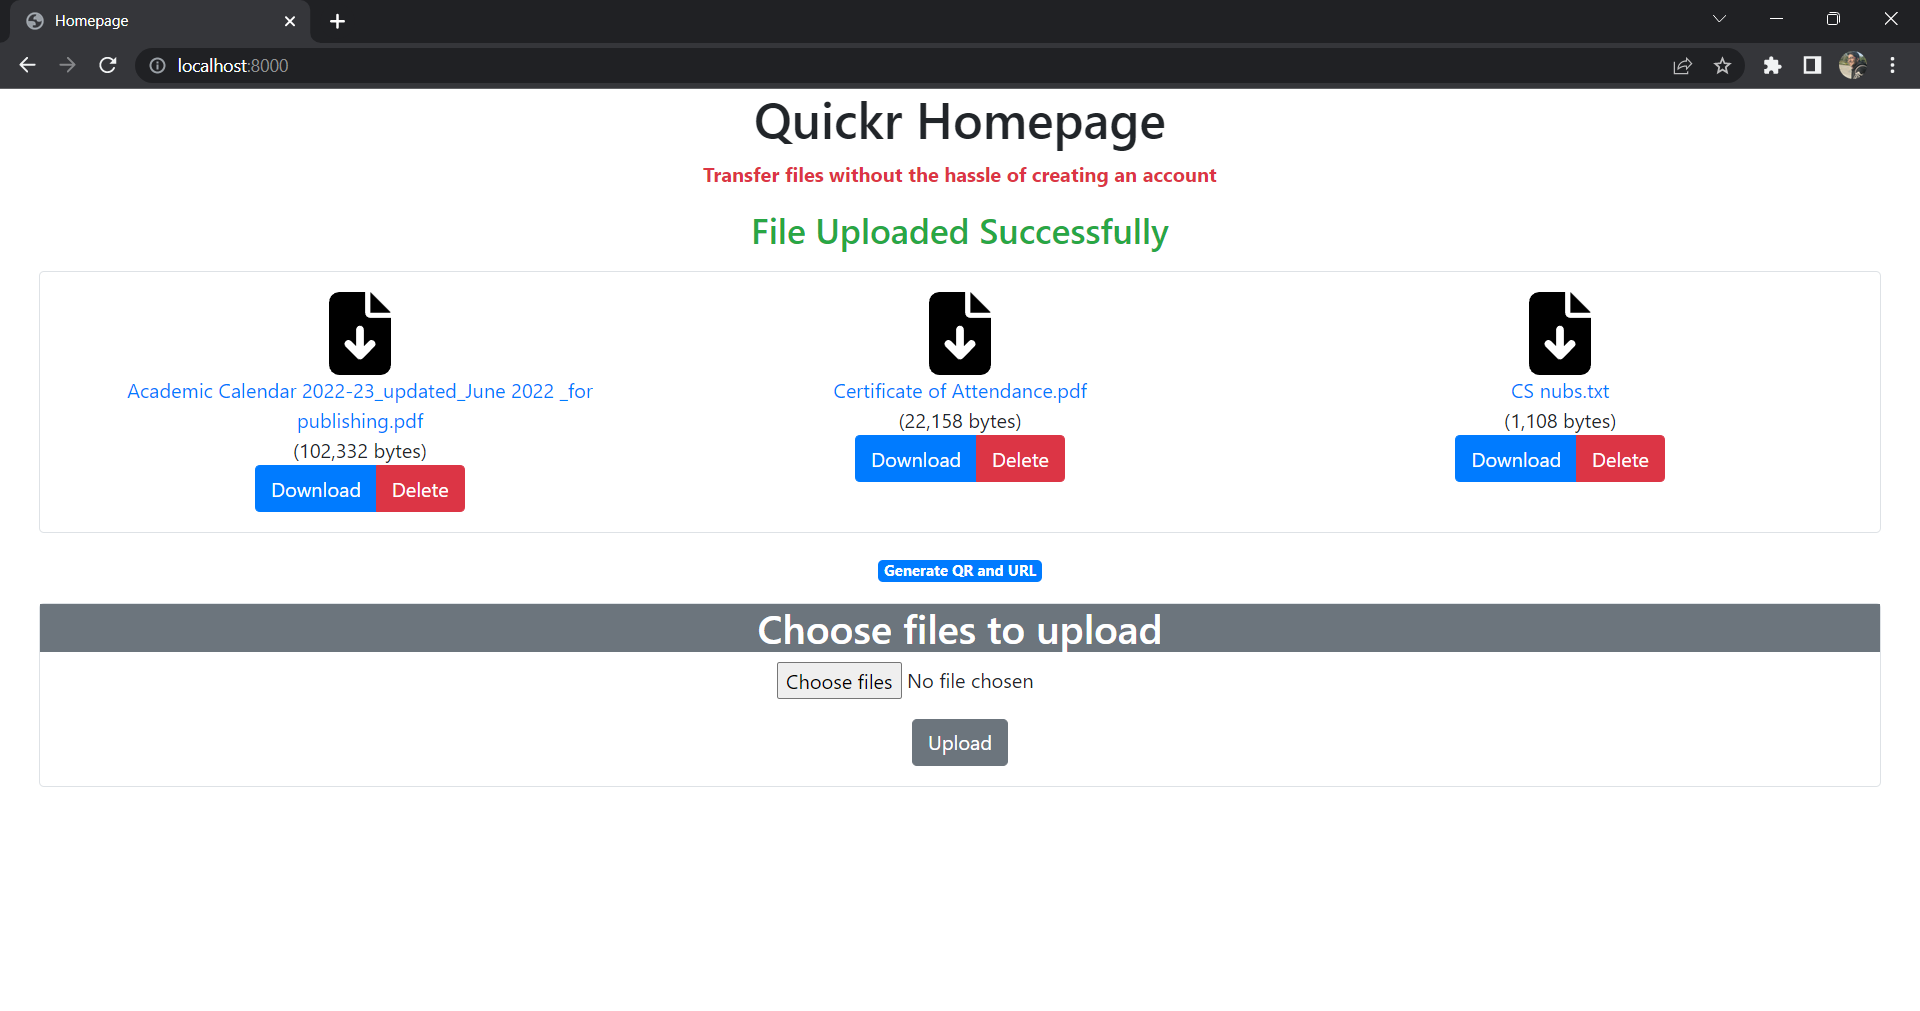 Homepage
localhost:8000
Quickr Homepage
Transfer files without the hassle of creating an account
File Uploaded Successfully
Academic Calendar 2022-23_updated_June 2022 _for
publishing.pdf
(102,332 bytes)
Download Delete
Certificate of Attendance.pdf
(22,158 bytes)
Download Delete
CS nubs.txt
(1,108 bytes)
Download Delete
Generate QR and URL
Choose files to upload
Choose files No file chosen
Upload